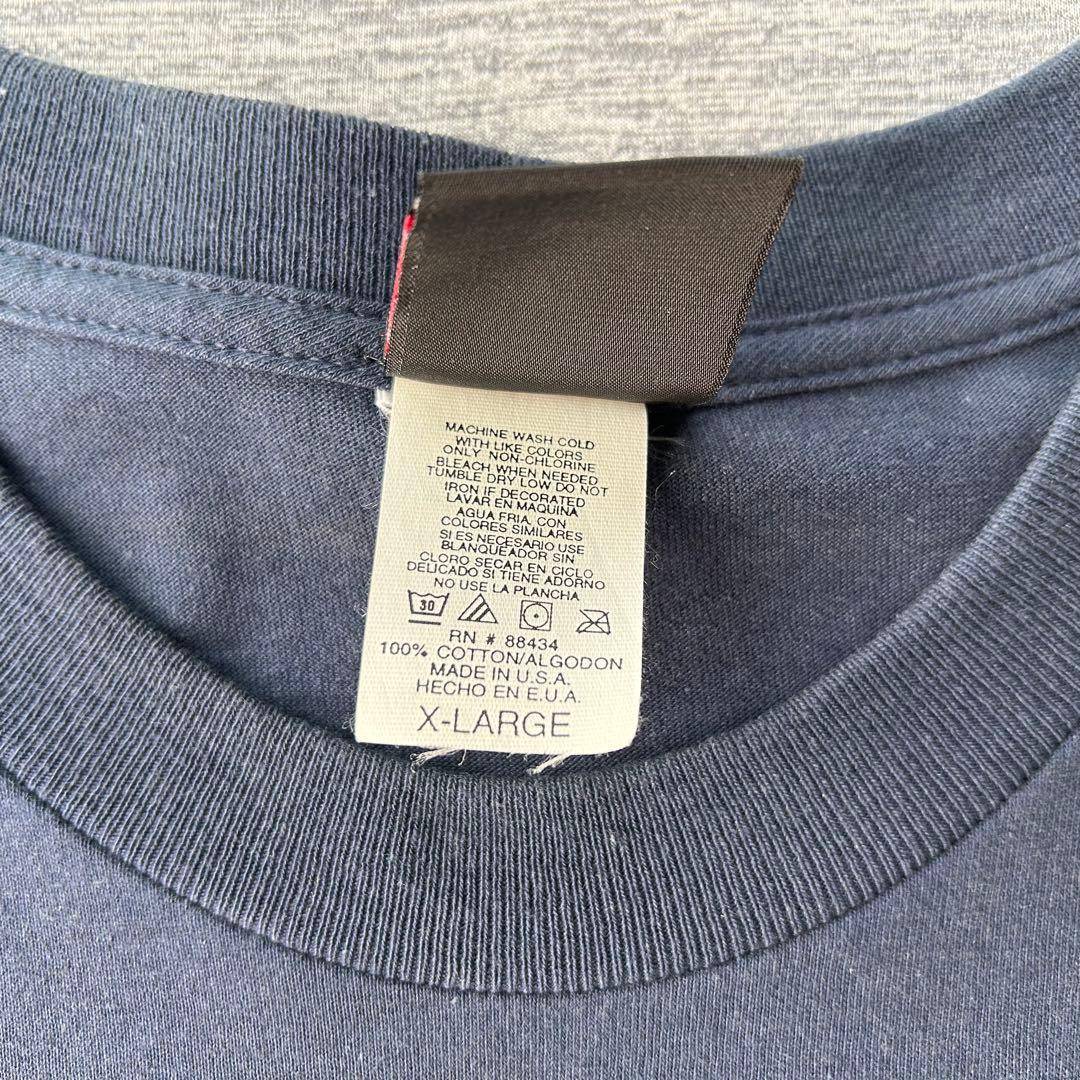 MACHINE WASH COLD
WITH LIKE COLORS
ONLY NON-CHLORINE
BLEACH WHEN NEEDED
TUMBLE DRY LOW DO NOT
IRON IF DECORATED
LAVAR EN MAQUINA
AGUA FRIA, CON
COLORES SIMILARES
SI ES NECESARIO USE
BLANQUEADOR SIN
CLORO SECAR EN CICLO
DELICADO SI TIENE ADORNO
NO USE LA PLANCHA
30
RN # 88434
100% COTTON/ALGODON
MADE IN U.S.A.
HECHO EN E.U.A.
X-LARGE